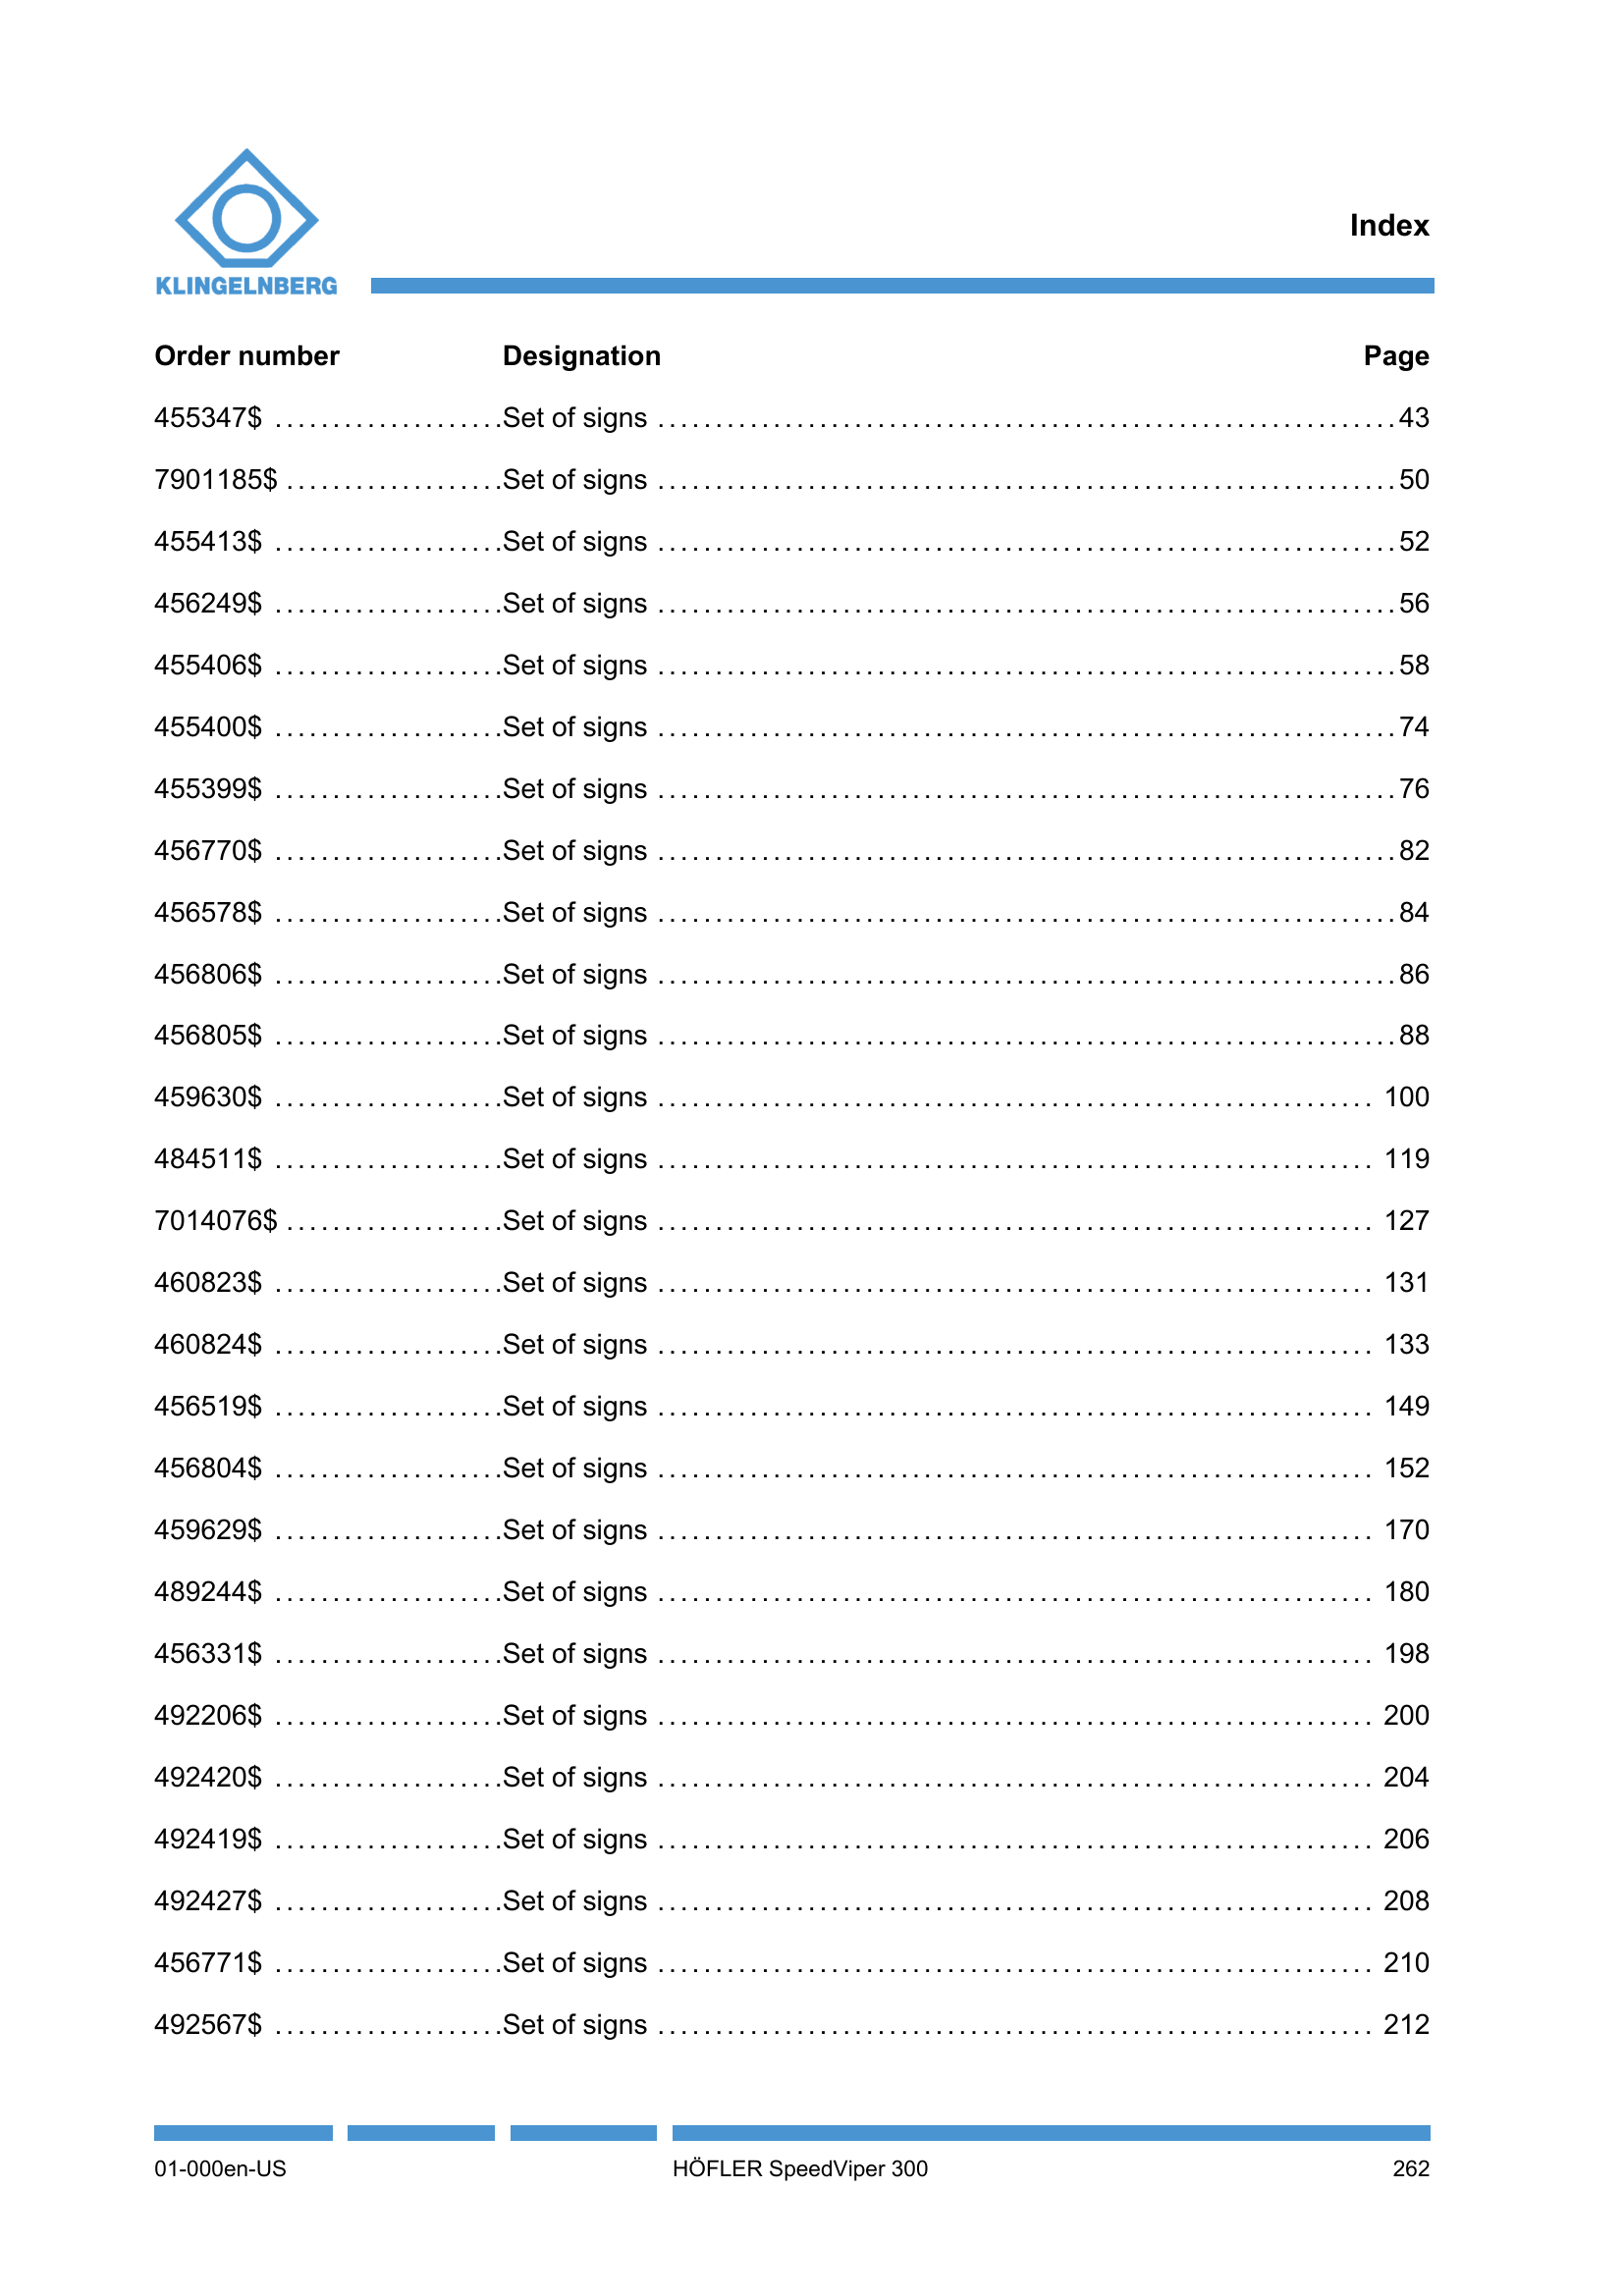 KLINGELNBERG
Index
Order number Designation Page
455347$ ....................Set of signs ................................................................43
7901185$ ...................Set of signs ................................................................50
455413$ ....................Set of signs ................................................................52
456249$ ....................Set of signs ................................................................56
455406$ ....................Set of signs ................................................................58
455400$ ....................Set of signs ................................................................74
455399$ ....................Set of signs ................................................................76
456770$ ....................Set of signs ................................................................82
456578$ ....................Set of signs ................................................................84
456806$ ....................Set of signs ................................................................86
456805$ ....................Set of signs ................................................................88
459630$ ....................Set of signs .............................................................. 100
484511$ ....................Set of signs .............................................................. 119
7014076$ ...................Set of signs .............................................................. 127
460823$ ....................Set of signs .............................................................. 131
460824$ ....................Set of signs .............................................................. 133
456519$ ....................Set of signs .............................................................. 149
456804$ ....................Set of signs .............................................................. 152
459629$ ....................Set of signs .............................................................. 170
489244$ ....................Set of signs .............................................................. 180
456331$ ....................Set of signs .............................................................. 198
492206$ ....................Set of signs .............................................................. 200
492420$ ....................Set of signs .............................................................. 204
492419$ ....................Set of signs .............................................................. 206
492427$ ....................Set of signs .............................................................. 208
456771$ ....................Set of signs .............................................................. 210
492567$ ....................Set of signs .............................................................. 212
01-000en-US HÖFLER SpeedViper 300 262